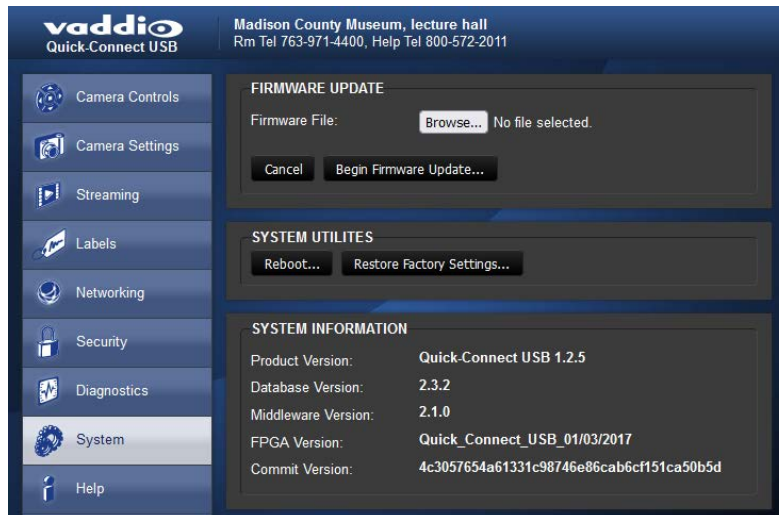 vaddio
Quick-Connect USB
Madison County Museum, lecture hall
Rm Tel 763-971-4400, Help Tel 800-572-2011
Camera Controls
Camera Settings
Streaming
Labels
Networking
Security
Diagnostics
System
Help
FIRMWARE UPDATE
Firmware File: Browse... No file selected.
Cancel Begin Firmware Update...
SYSTEM UTILITES
Reboot... Restore Factory Settings...
SYSTEM INFORMATION
Product Version: Quick-Connect USB 1.2.5
Database Version: 2.3.2
Middleware Version: 2.1.0
FPGA Version: Quick_Connect_USB_01/03/2017
Commit Version: 4c3057654a61331c98746e86cab6cf151ca50b5d